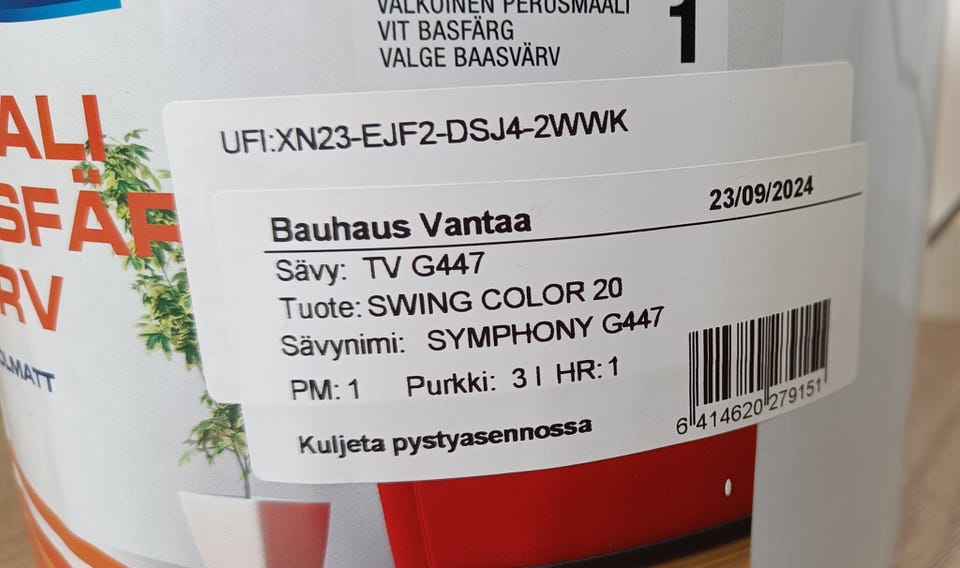 VALKOINEN PERUSMAALI
VIT BASFÄRG
VALGE BAASVÄRV
1
ALI
SFÄR
RV
OLMATT
UFI:XN23-EJF2-DSJ4-2WWK
Bauhaus Vantaa 23/09/2024
Sävy: TV G447
Tuote: SWING COLOR 20
Sävynimi: SYMPHONY G447
PM: 1 Purkki: 3 l HR: 1
6 414620 279151
Kuljeta pystyasennossa